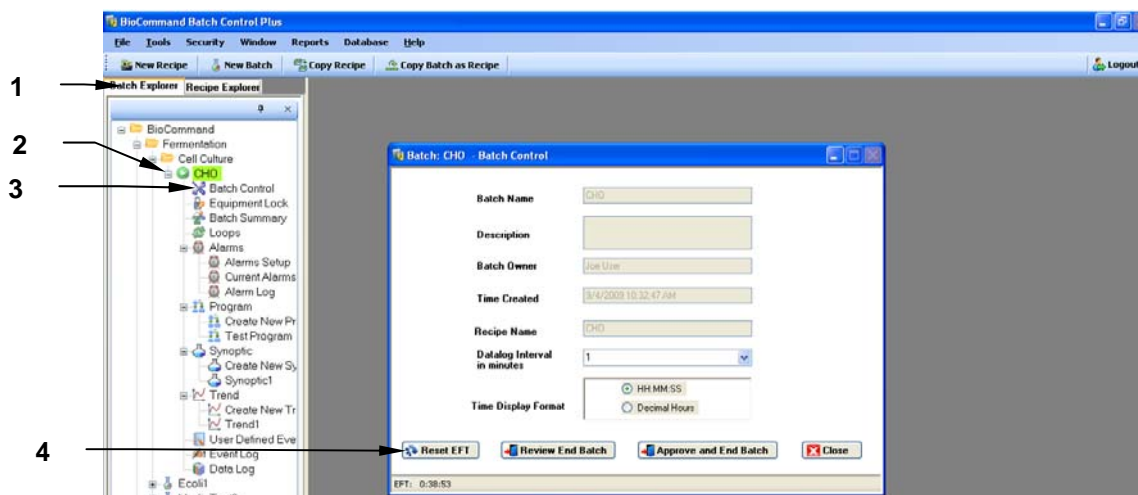 BioCommand Batch Control Plus
File Tools Security Window Reports Database Help
New Recipe New Batch Copy Recipe Copy Batch as Recipe Logout
1
Batch Explorer Recipe Explorer
BioCommand
Fermentation
2
Cell Culture
CHO
3
Batch Control
Equipment Lock
Batch Summary
Loops
Alarms
Alarms Setup
Current Alarms
Alarm Log
Program
Create New Pr
Test Program
Synoptic
Create New Sy
Synoptic1
Trend
Create New Tr
Trend1
User Defined Eve
Event Log
Data Log
Ecoli1
Batch: CHO - Batch Control
Batch Name CHO
Description
Batch Owner Joe User
Time Created 9/4/2009 10:32:47 AM
Recipe Name CHO
Datalog Interval
in minutes 1
Time Display Format
HH:MM:SS
Decimal Hours
4
Reset EFT Review End Batch Approve and End Batch Close
EFT: 0:38:53